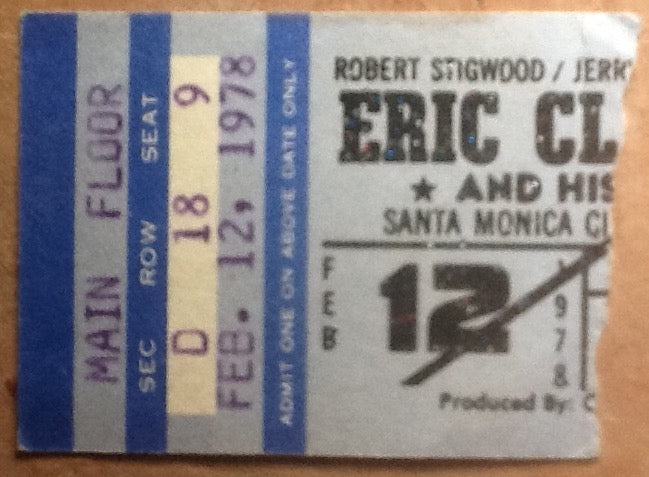 MAIN FLOOR
SEC ROW SEAT
D 18 9
FEB. 12, 1978
ADMIT ONE ON ABOVE DATE ONLY
ROBERT STIGWOOD / JERR
ERIC CL
★ AND HIS
SANTA MONICA CI
FEB 12 1978
Produced By: C